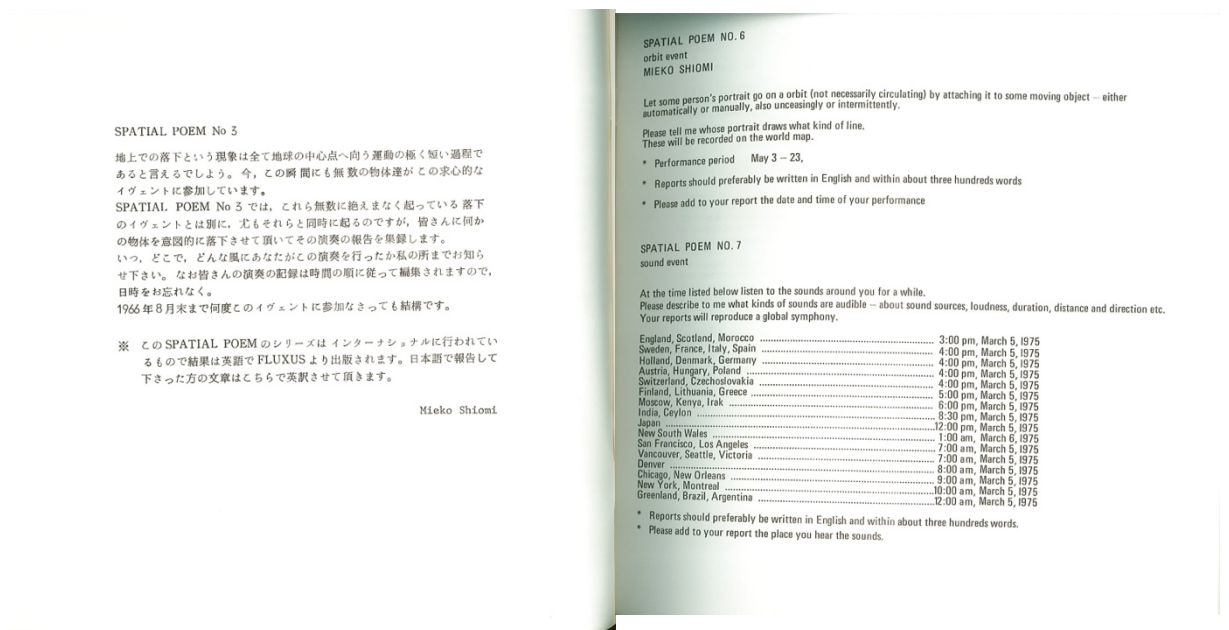 SPATIAL POEM No 3
地上での落下という現象は全て地球の中心点へ向う運動の極く短い過程で
あると言えるでしよう。 今，この瞬間にも無数の物体達がこの求心的な
イヴェントに参加しています。
SPATIAL POEM No 3 では，これら無数に絶えまなく起っている落下
のイヴェントとは別に，尤もそれらと同時に起るのですが，皆さんに何か
の物体を意図的に落下させて頂いてその演奏の報告を集録します。
いつ，どこで，どんな風にあなたがこの演奏を行ったか私の所までお知ら
せ下さい。 なお皆さんの演奏の記録は時間の順に従って編集されますので，
日時をお忘れなく。
1966年8月末まで何度このイヴェントに参加なさっても結構です。
※ このSPATIAL POEMのシリーズは インターナショナルに行われてい
るもので結果は英語でFLUXUSより出版されます。日本語で報告して
下さった方の文章はこちらで英訳させて頂きます。
Mieko Shiomi
SPATIAL POEM NO. 6
orbit event
MIEKO SHIOMI
Let some person's portrait go on a orbit (not necessarily circulating) by attaching it to some moving object — either
automatically or manually, also unceasingly or intermittently.
Please tell me whose portrait draws what kind of line.
These will be recorded on the world map.
* Performance period May 3 – 23,
* Reports should preferably be written in English and within about three hundreds words
* Please add to your report the date and time of your performance
SPATIAL POEM NO. 7
sound event
At the time listed below listen to the sounds around you for a while.
Please describe to me what kinds of sounds are audible — about sound sources, loudness, duration, distance and direction etc.
Your reports will reproduce a global symphony.
England, Scotland, Morocco ........ 3:00 pm, March 5, 1975
Sweden, France, Italy, Spain ........ 4:00 pm, March 5, 1975
Holland, Denmark, Germany ........ 4:00 pm, March 5, 1975
Austria, Hungary, Poland ........ 4:00 pm, March 5, 1975
Switzerland, Czechoslovakia ........ 4:00 pm, March 5, 1975
Finland, Lithuania, Greece ........ 5:00 pm, March 5, 1975
Moscow, Kenya, Irak ........ 6:00 pm, March 5, 1975
India, Ceylon ........ 8:30 pm, March 5, 1975
Japan ........ 12:00 pm, March 5, 1975
New South Wales ........ 1:00 am, March 6, 1975
San Francisco, Los Angeles ........ 7:00 am, March 5, 1975
Vancouver, Seattle, Victoria ........ 7:00 am, March 5, 1975
Denver ........ 8:00 am, March 5, 1975
Chicago, New Orleans ........ 9:00 am, March 5, 1975
New York, Montreal ........ 10:00 am, March 5, 1975
Greenland, Brazil, Argentina ........ 12:00 am, March 5, 1975
* Reports should preferably be written in English and within about three hundreds words.
* Please add to your report the place you hear the sounds.